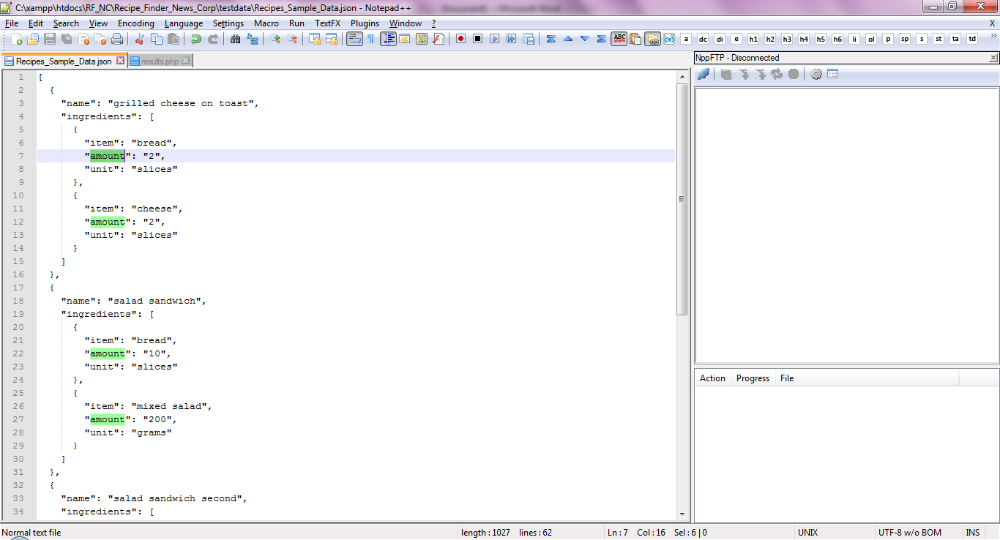 C:\xampp\htdocs\RF_NC\Recipe_Finder_News_Corp\testdata\Recipes_Sample_Data.json - Notepad++
Document1 - Microsoft Word
File Edit Search View Encoding Language Settings Macro Run TextFX Plugins Window ? X
ABC a dc di e h1 h2 h3 h4 h5 h6 li ol p sp s st ta td »
Recipes_Sample_Data.json results.php
NppFTP - Disconnected
1 [
2 {
3 "name": "grilled cheese on toast",
4 "ingredients": [
5 {
6 "item": "bread",
7 "amount": "2",
8 "unit": "slices"
9 },
10 {
11 "item": "cheese",
12 "amount": "2",
13 "unit": "slices"
14 }
15 ]
16 },
17 {
18 "name": "salad sandwich",
19 "ingredients": [
20 {
21 "item": "bread",
22 "amount": "10",
23 "unit": "slices"
24 },
25 {
26 "item": "mixed salad",
27 "amount": "200",
28 "unit": "grams"
29 }
30 ]
31 },
32 {
33 "name": "salad sandwich second",
34 "ingredients": [
Action Progress File
Normal text file length : 1027 lines : 62 Ln : 7 Col : 16 Sel : 6 | 0 UNIX UTF-8 w/o BOM INS